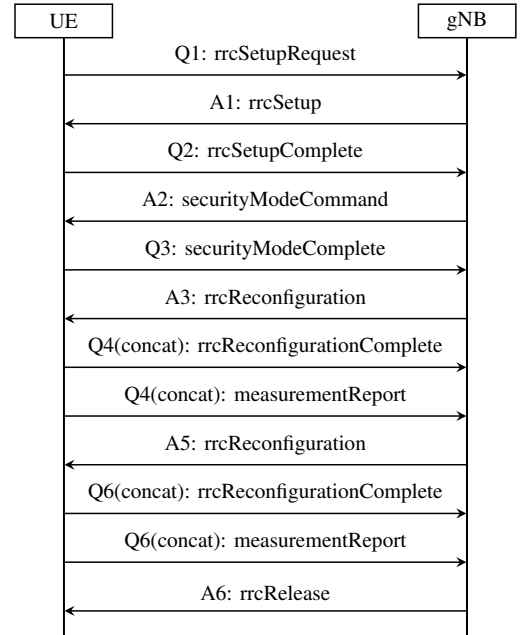 UE
gNB
Q1: rrcSetupRequest
A1: rrcSetup
Q2: rrcSetupComplete
A2: securityModeCommand
Q3: securityModeComplete
A3: rrcReconfiguration
Q4(concat): rrcReconfigurationComplete
Q4(concat): measurementReport
A5: rrcReconfiguration
Q6(concat): rrcReconfigurationComplete
Q6(concat): measurementReport
A6: rrcRelease